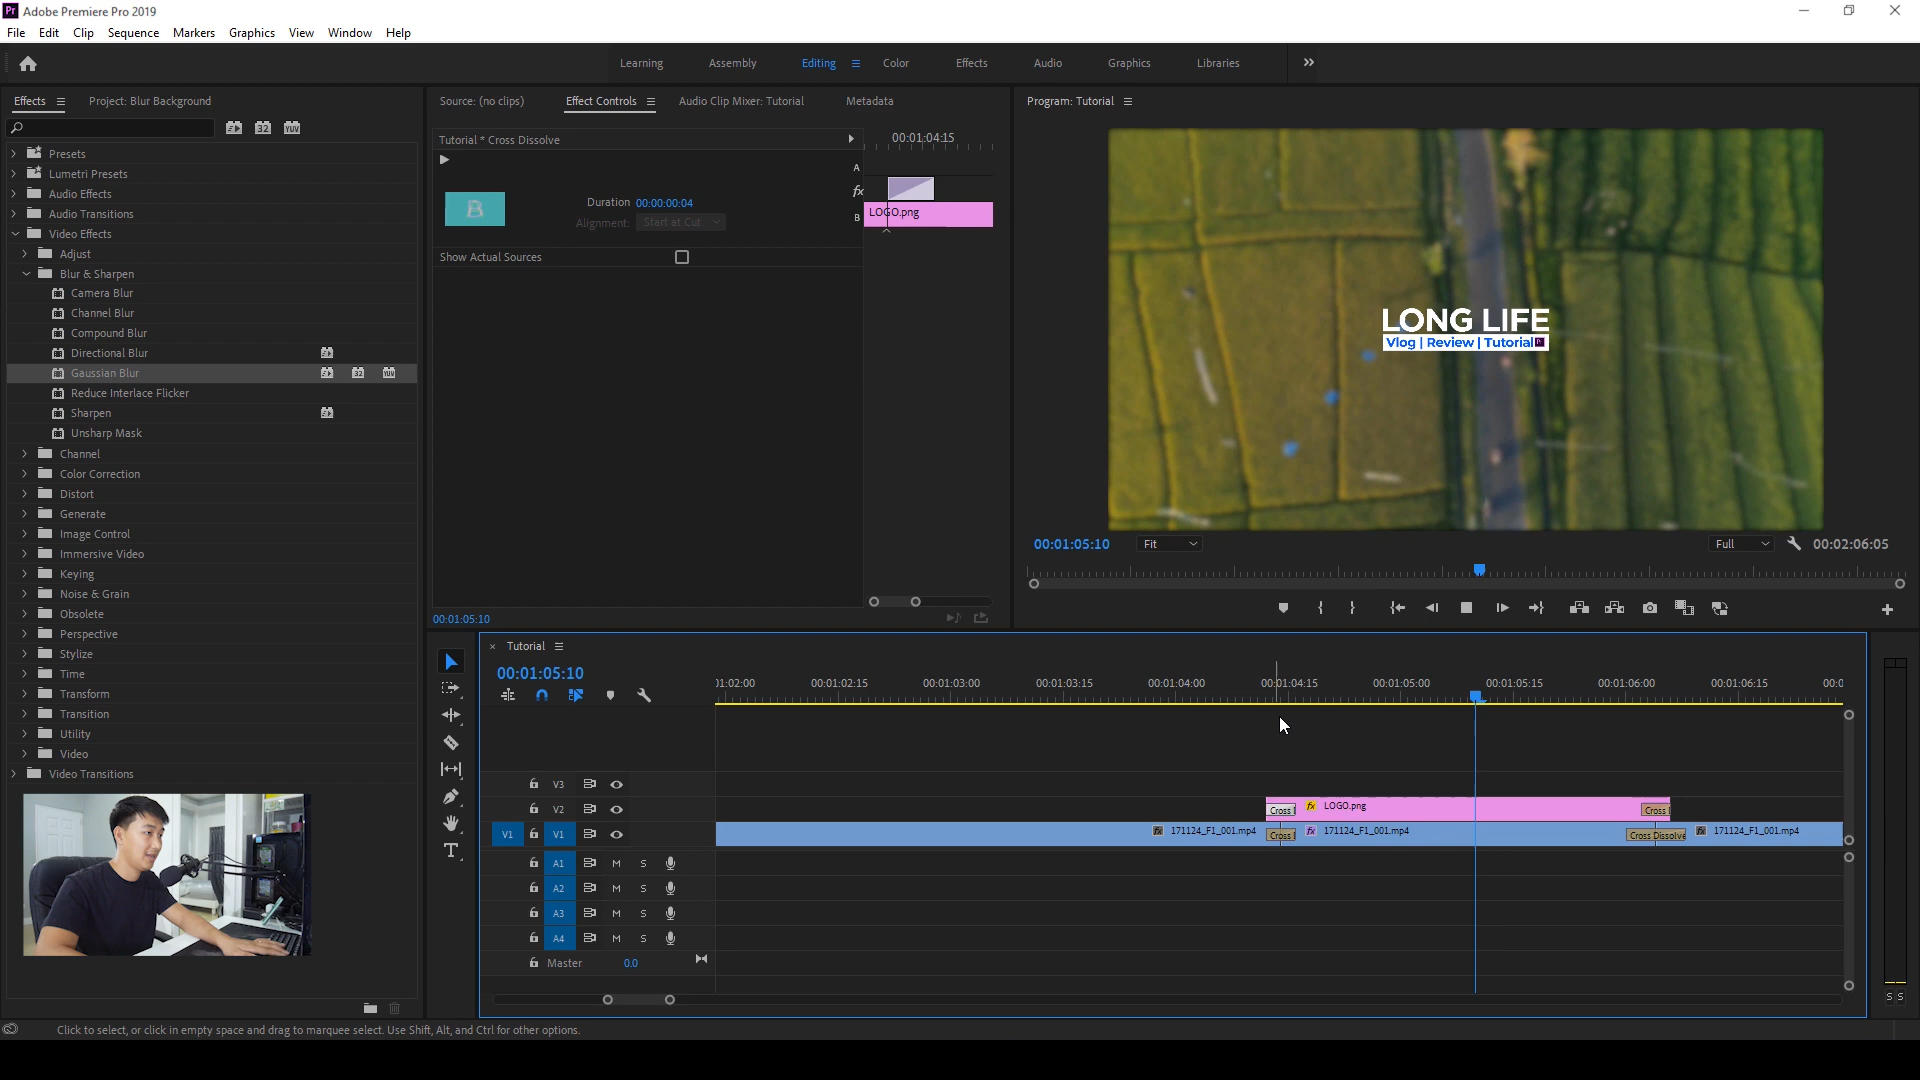 Pr Adobe Premiere Pro 2019
File Edit Clip Sequence Markers Graphics View Window Help
Learning Assembly Editing Color Effects Audio Graphics Libraries
Effects Project: Blur Background
Source: (no clips) Effect Controls Audio Clip Mixer: Tutorial Metadata
Program: Tutorial
32 YUV
Presets
Lumetri Presets
Audio Effects
Audio Transitions
Video Effects
Adjust
Blur & Sharpen
Camera Blur
Channel Blur
Compound Blur
Directional Blur
Gaussian Blur 32 YUV
Reduce Interlace Flicker
Sharpen
Unsharp Mask
Channel
Color Correction
Distort
Generate
Image Control
Immersive Video
Keying
Noise & Grain
Obsolete
Perspective
Stylize
Time
Transform
Transition
Utility
Video
Video Transitions
Tutorial * Cross Dissolve
00:01:04:15
A
fx
B LOGO.png
B
Duration 00:00:00:04
Alignment: Start at Cut
Show Actual Sources
00:01:05:10
LONG LIFE
Vlog | Review | Tutorial Pr
00:01:05:10 Fit Full 00:02:06:05
Tutorial
00:01:05:10
01:02:00 00:01:02:15 00:01:03:00 00:01:03:15 00:01:04:00 00:01:04:15 00:01:05:00 00:01:05:15 00:01:06:00 00:01:06:15 00:0
V3
V2 Cross D fx LOGO.png Cross D
V1 V1 fx 171124_F1_001.mp4 Cross D fx 171124_F1_001.mp4 Cross Dissolve fx 171124_F1_001.mp4
A1 M S
A2 M S
A3 M S
A4 M S
Master 0.0
S S
Click to select, or click in empty space and drag to marquee select. Use Shift, Alt, and Ctrl for other options.